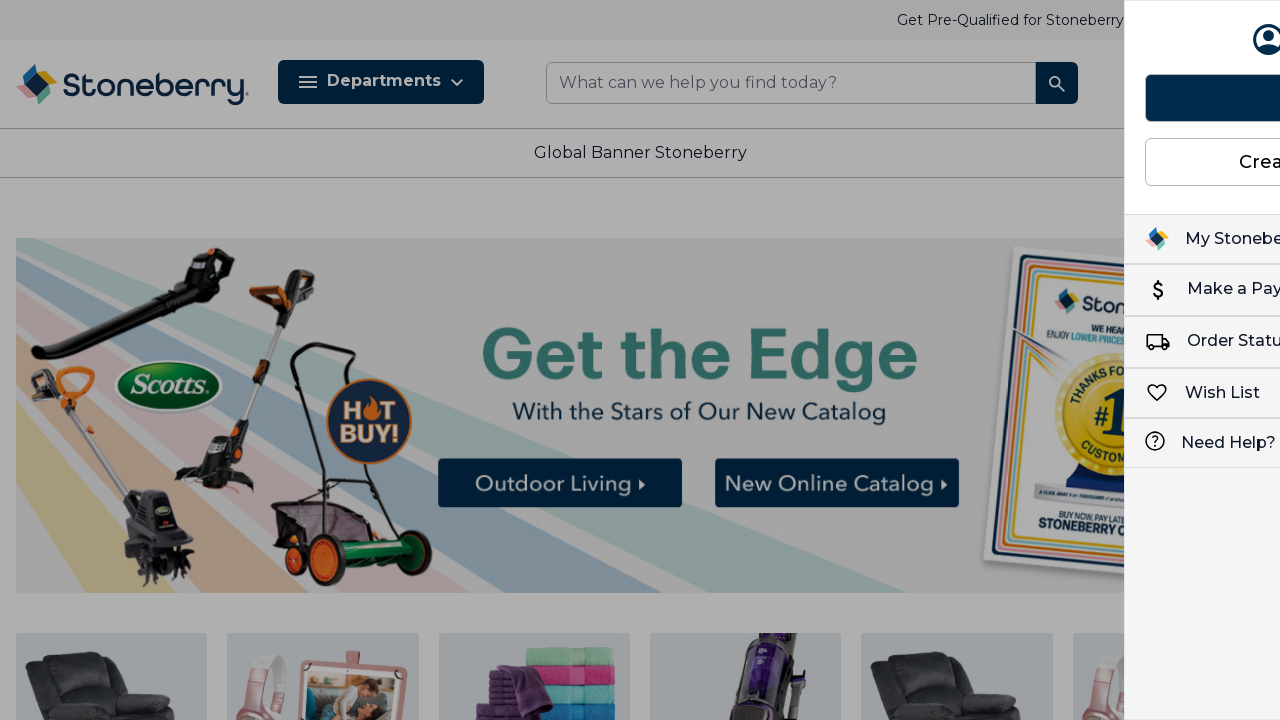 Get Pre-Qualified for Stoneberry
Stoneberry
Departments
What can we help you find today?
Global Banner Stoneberry
Get the Edge
With the Stars of Our New Catalog
Outdoor Living
New Online Catalog
Scotts
HOT
BUY!
Ston
WE HEA
ENJOY LOWER PRICES
THANKS FO
#1
CUSTOM
BUY NOW, PAY LATE
STONEBERRY C
Crea
My Stonebe
Make a Pay
Order Statu
Wish List
Need Help?